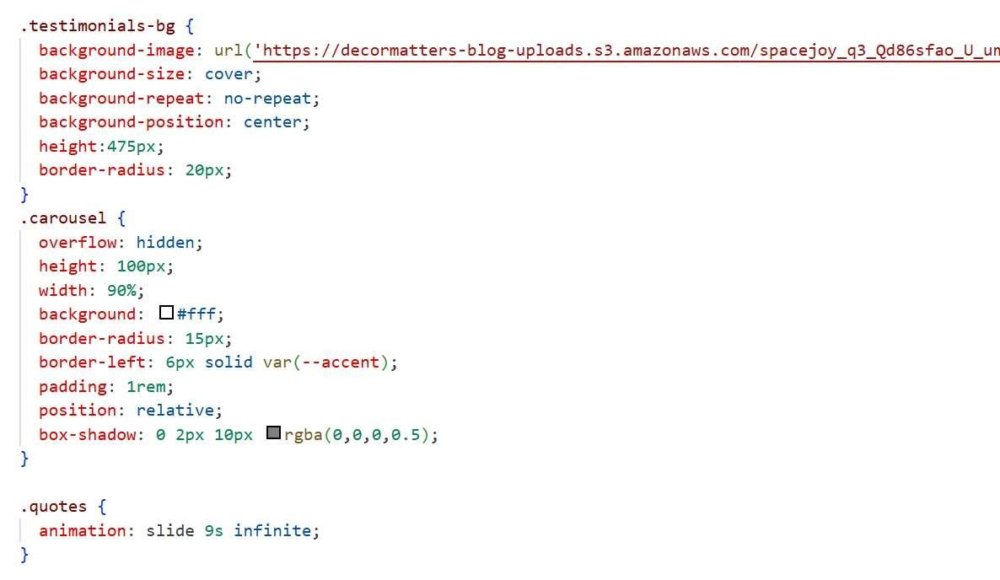 .testimonials-bg {
background-image: url('https://decormatters-blog-uploads.s3.amazonaws.com/spacejoy_q3_Qd86sfao_U_un
background-size: cover;
background-repeat: no-repeat;
background-position: center;
height:475px;
border-radius: 20px;
}
.carousel {
overflow: hidden;
height: 100px;
width: 90%;
background: #fff;
border-radius: 15px;
border-left: 6px solid var(--accent);
padding: 1rem;
position: relative;
box-shadow: 0 2px 10px rgba(0,0,0,0.5);
}
.quotes {
animation: slide 9s infinite;
}